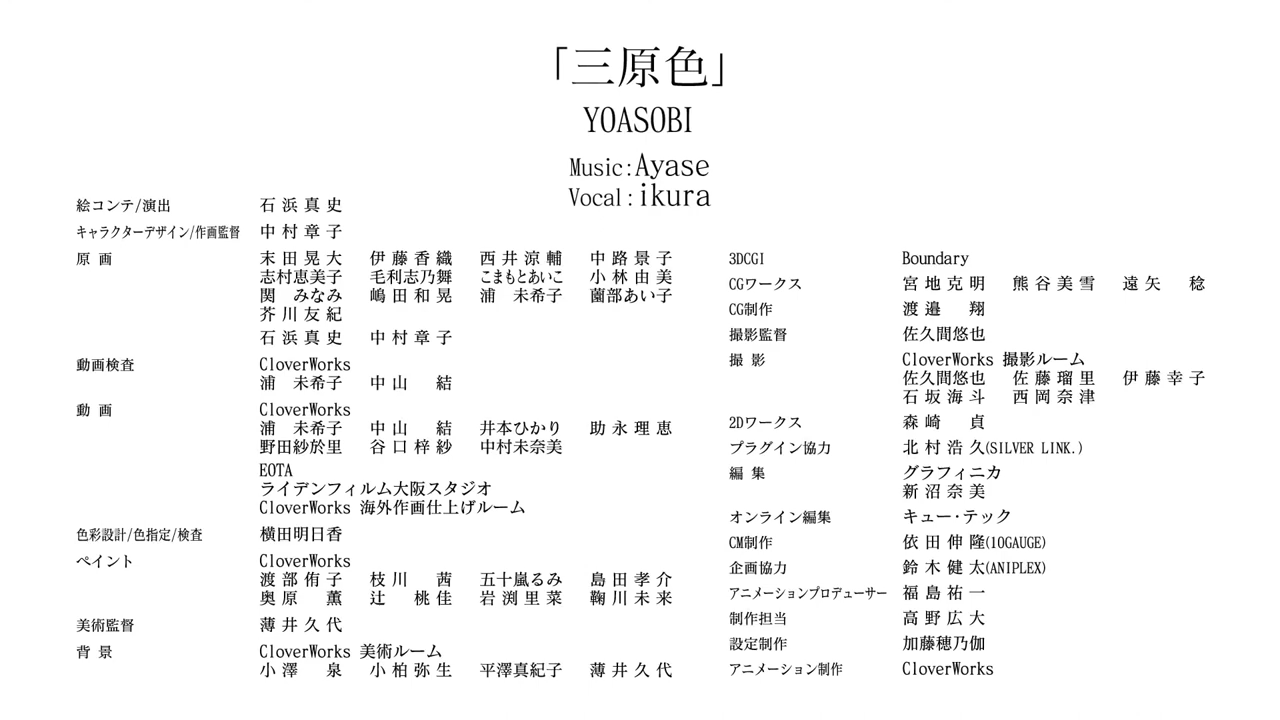 「三原色」
YOASOBI
Music:Ayase
Vocal:ikura
絵コンテ/演出 石浜真史
キャラクターデザイン/作画監督 中村章子
原画 末田晃大 伊藤香織 西井涼輔 中路景子
志村恵美子 毛利志乃舞 こまもとあいこ 小林由美
関 みなみ 嶋田和晃 浦 未希子 薗部あい子
芥川友紀
石浜真史 中村章子
動画検査 CloverWorks
浦 未希子 中山 結
動画 CloverWorks
浦 未希子 中山 結 井本ひかり 助永理恵
野田紗於里 谷口梓紗 中村未奈美
EOTA
ライデンフィルム大阪スタジオ
CloverWorks 海外作画仕上げルーム
色彩設計/色指定/検査 横田明日香
ペイント CloverWorks
渡部侑子 枝川 茜 五十嵐るみ 島田孝介
奥原 薫 辻 桃佳 岩渕里菜 鞠川未来
美術監督 薄井久代
背景 CloverWorks 美術ルーム
小澤 泉 小柏弥生 平澤真紀子 薄井久代
3DCGI Boundary
CGワークス 宮地克明 熊谷美雪 遠矢 稔
CG制作 渡邉 翔
撮影監督 佐久間悠也
撮影 CloverWorks 撮影ルーム
佐久間悠也 佐藤瑠里 伊藤幸子
石坂海斗 西岡奈津
2Dワークス 森崎 貞
プラグイン協力 北村浩久(SILVER LINK.)
編集 グラフィニカ
新沼奈美
オンライン編集 キュー・テック
CM制作 依田伸隆(10GAUGE)
企画協力 鈴木健太(ANIPLEX)
アニメーションプロデューサー 福島祐一
制作担当 高野広大
設定制作 加藤穂乃伽
アニメーション制作 CloverWorks